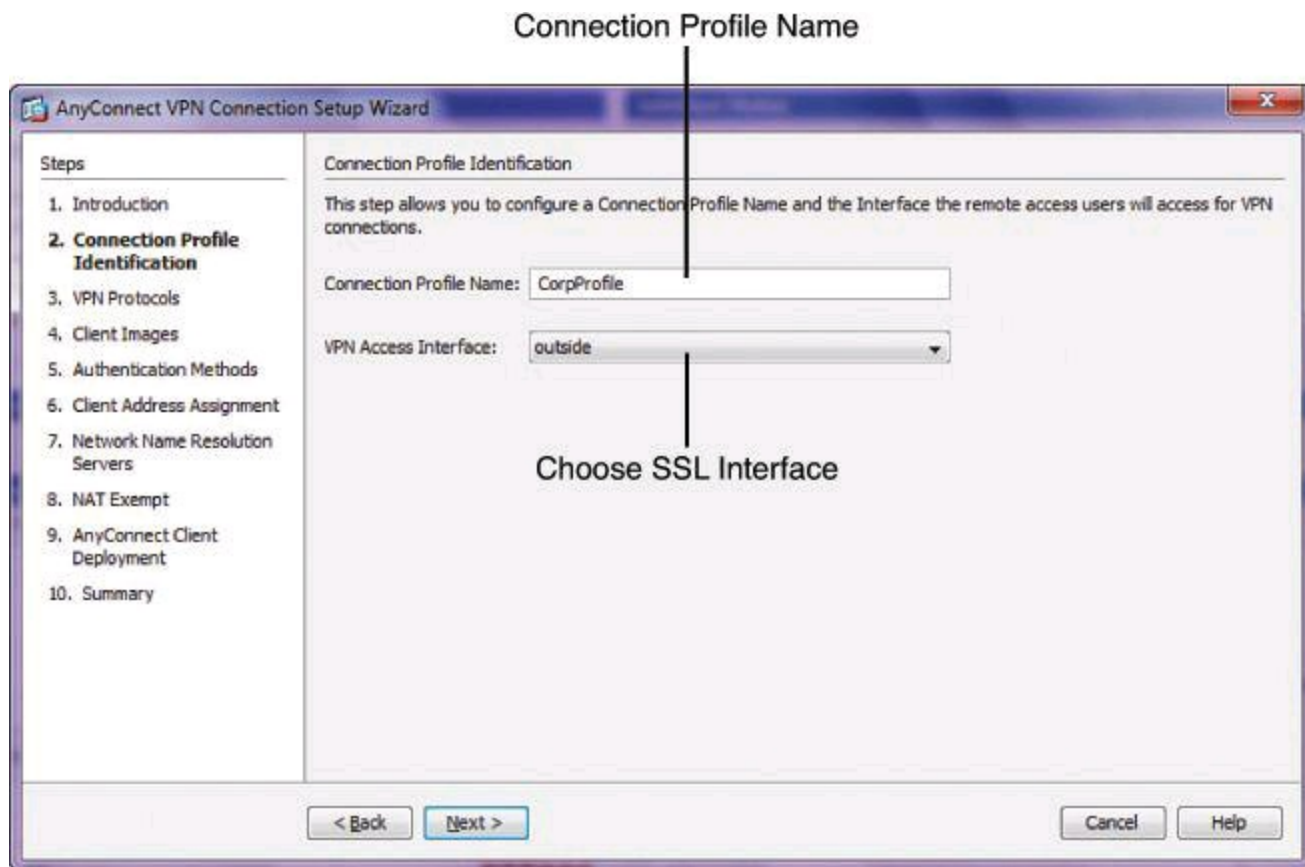 Connection Profile Name
AnyConnect VPN Connection Setup Wizard
Steps
1. Introduction
2. Connection Profile
Identification
3. VPN Protocols
4. Client Images
5. Authentication Methods
6. Client Address Assignment
7. Network Name Resolution
Servers
8. NAT Exempt
9. AnyConnect Client
Deployment
10. Summary
Connection Profile Identification
This step allows you to configure a Connection Profile Name and the Interface the remote access users will access for VPN
connections.
Connection Profile Name: CorpProfile
VPN Access Interface: outside
Choose SSL Interface
< Back Next > Cancel Help